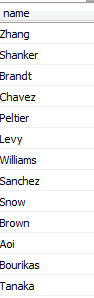 name
Zhang
Shanker
Brandt
Chavez
Peltier
Levy
Williams
Sanchez
Snow
Brown
Aoi
Bourikas
Tanaka